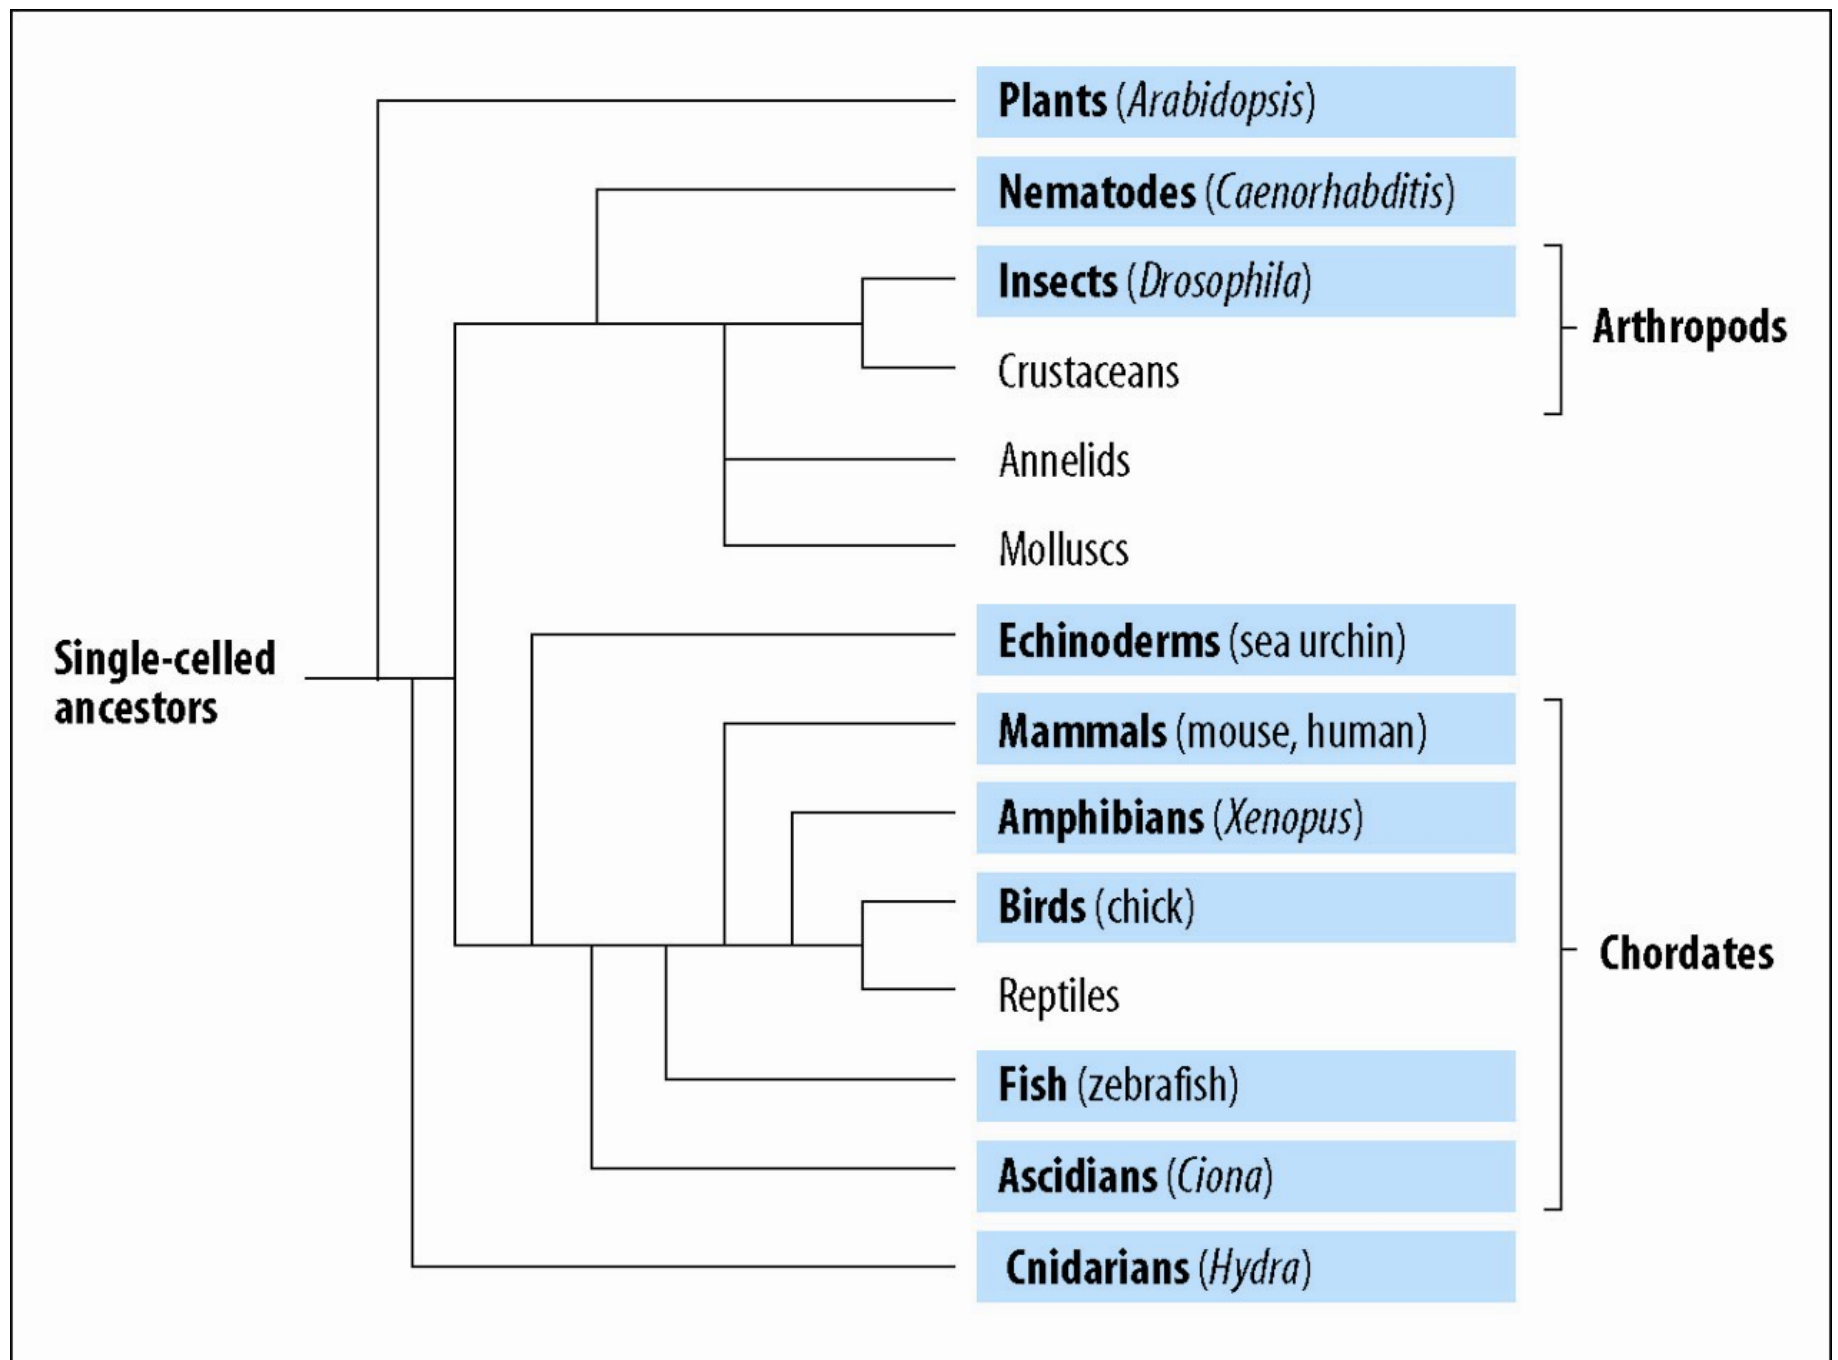 Plants (Arabidopsis)
Nematodes (Caenorhabditis)
Insects (Drosophila)
Arthropods
Crustaceans
Annelids
Molluscs
Echinoderms (sea urchin)
Single-celled
ancestors
Mammals (mouse, human)
Amphibians (Xenopus)
Birds (chick)
Chordates
Reptiles
Fish (zebrafish)
Ascidians (Ciona)
Cnidarians (Hydra)